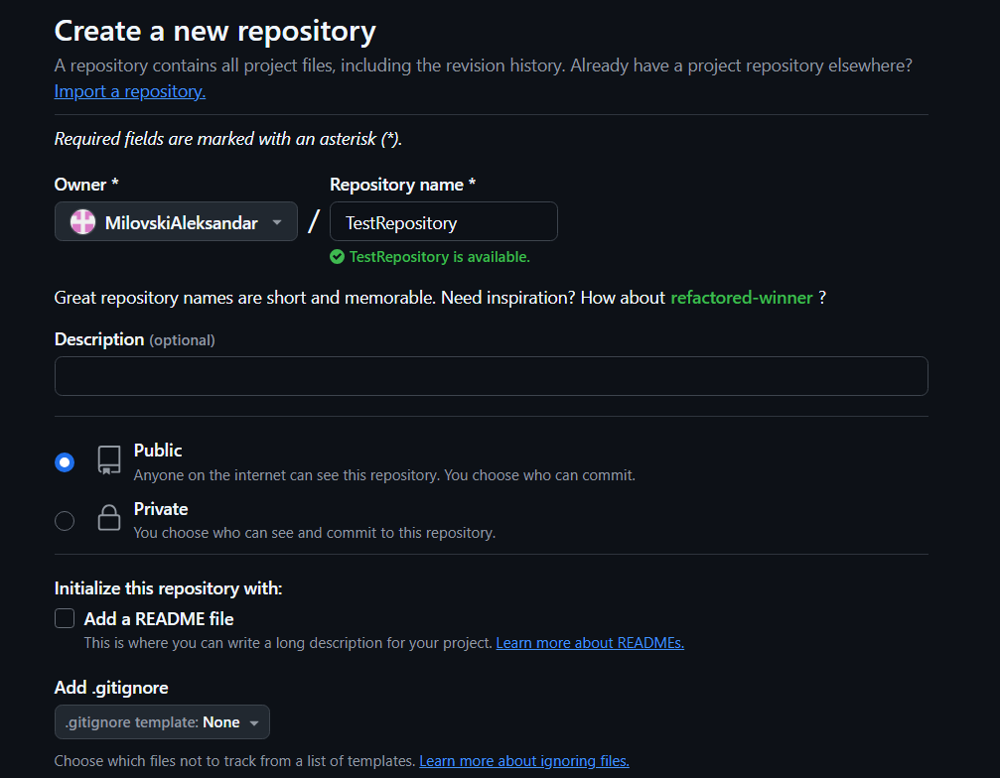 Create a new repository
A repository contains all project files, including the revision history. Already have a project repository elsewhere?
Import a repository.
Required fields are marked with an asterisk (*).
Owner *
Repository name *
MilovskiAleksandar
/
TestRepository
TestRepository is available.
Great repository names are short and memorable. Need inspiration? How about refactored-winner ?
Description (optional)
Public
Anyone on the internet can see this repository. You choose who can commit.
Private
You choose who can see and commit to this repository.
Initialize this repository with:
Add a README file
This is where you can write a long description for your project. Learn more about READMEs.
Add .gitignore
.gitignore template: None
Choose which files not to track from a list of templates. Learn more about ignoring files.